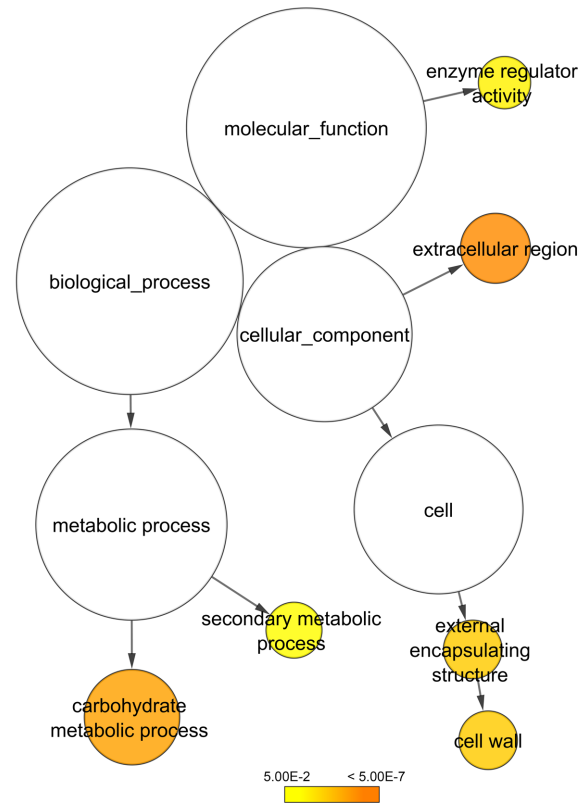 enzyme regulator
activity
molecular_function
extracellular region
biological_process
cellular_component
metabolic process
cell
secondary metabolic
process
external
encapsulating
structure
carbohydrate
metabolic process
cell wall
5.00E-2 < 5.00E-7